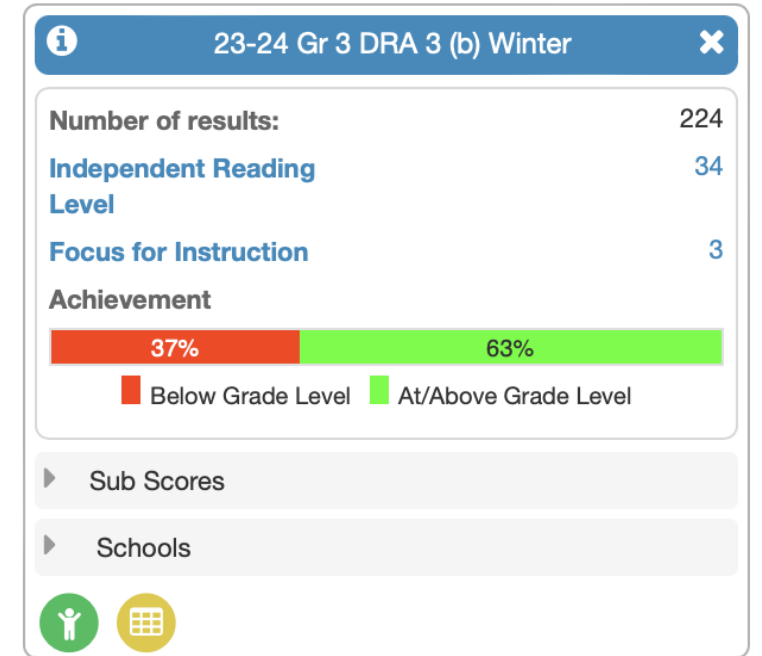 23-24 Gr 3 DRA 3 (b) Winter
Number of results: 224
Independent Reading 34
Level
Focus for Instruction 3
Achievement
37% 63%
Below Grade Level At/Above Grade Level
Sub Scores
Schools